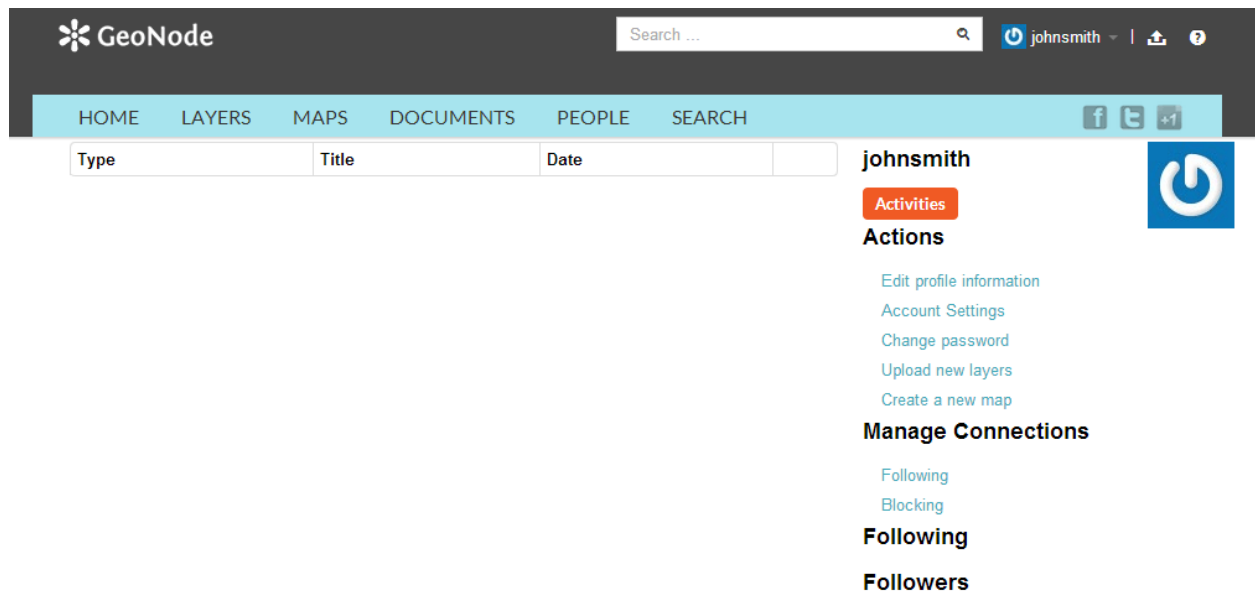 GeoNode
Search ...
johnsmith
HOME LAYERS MAPS DOCUMENTS PEOPLE SEARCH
f t +1
Type Title Date
johnsmith
Activities
Actions
Edit profile information
Account Settings
Change password
Upload new layers
Create a new map
Manage Connections
Following
Blocking
Following
Followers